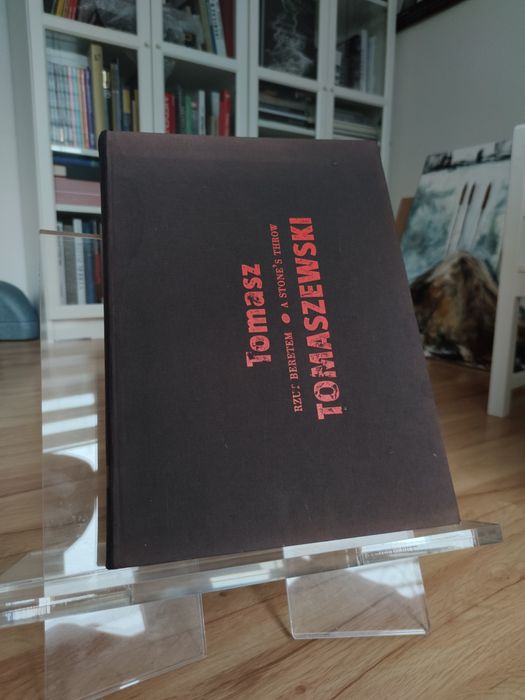 Tomasz
RZUT BERETEM • A STONE'S THROW
TOMASZEWSKI